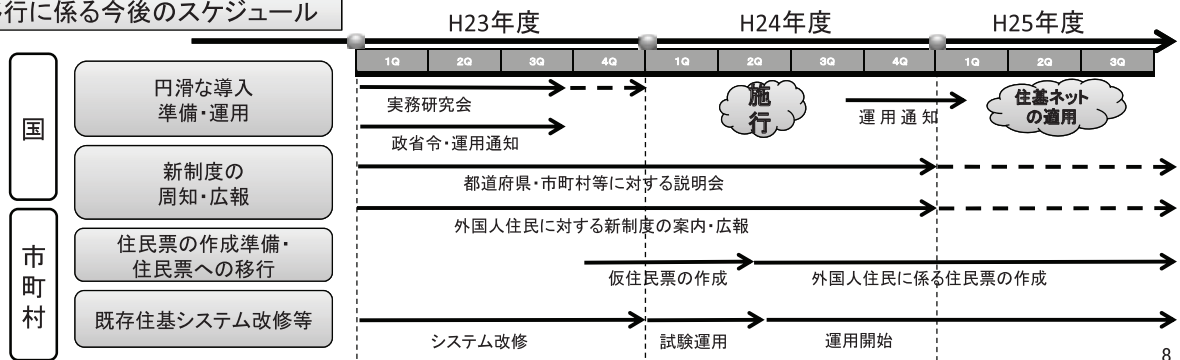 行に係る今後のスケジュール
H23年度
H24年度
H25年度
1Q 2Q 3Q 4Q 1Q 2Q 3Q 4Q 1Q 2Q 3Q
国
円滑な導入
準備・運用
実務研究会
政省令・運用通知
施
行
運用通知
住基ネット
の適用
新制度の
周知・広報
都道府県・市町村等に対する説明会
外国人住民に対する新制度の案内・広報
市
町
村
住民票の作成準備・
住民票への移行
仮住民票の作成
外国人住民に係る住民票の作成
既存住基システム改修等
システム改修
試験運用
運用開始
8